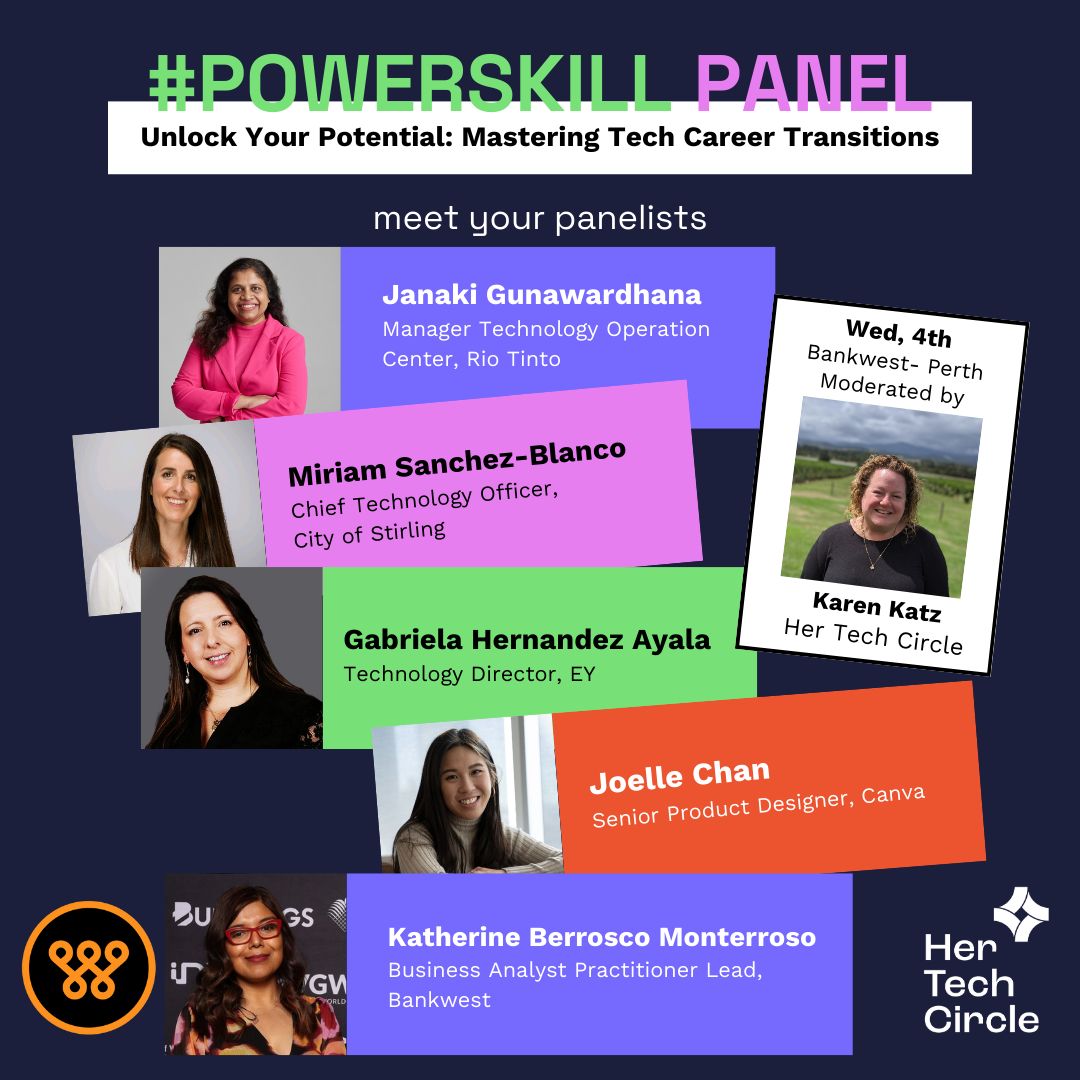 #POWERSKILL PANEL
Unlock Your Potential: Mastering Tech Career Transitions
meet your panelists
Janaki Gunawardhana
Manager Technology Operation
Center, Rio Tinto
Wed, 4th
Bankwest- Perth
Moderated by
Karen Katz
Her Tech Circle
Miriam Sanchez-Blanco
Chief Technology Officer,
City of Stirling
Gabriela Hernandez Ayala
Technology Director, EY
Joelle Chan
Senior Product Designer, Canva
Katherine Berrosco Monterroso
Business Analyst Practitioner Lead,
Bankwest
Her
Tech
Circle